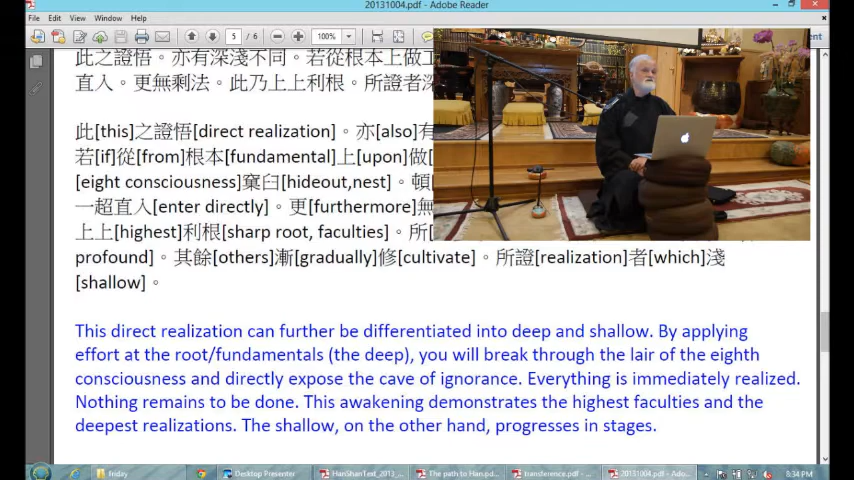 20131004.pdf - Adobe Reader
File Edit View Window Help
5 / 6 100%
此之證悟。亦有深淺不同。若從根本上做工
直入。更無剩法。此乃上上利根。所證者深
此[this]之證悟[direct realization]。亦[also]有
若[if]從[from]根本[fundamental]上[upon]做[
[eight consciousness]窠臼[hideout,nest]。頓[
一超直入[enter directly]。更[furthermore]無
上上[highest]利根[sharp root, faculties]。所[
profound]。其餘[others]漸[gradually]修[cultivate]。所證[realization]者[which]淺
[shallow]。
This direct realization can further be differentiated into deep and shallow. By applying
effort at the root/fundamentals (the deep), you will break through the lair of the eighth
consciousness and directly expose the cave of ignorance. Everything is immediately realized.
Nothing remains to be done. This awakening demonstrates the highest faculties and the
deepest realizations. The shallow, on the other hand, progresses in stages.
friday Desktop Presenter HanShanText_2013_... The path to Han.pd... transference.pdf - ... 20131004.pdf - Ado... 8:34 PM